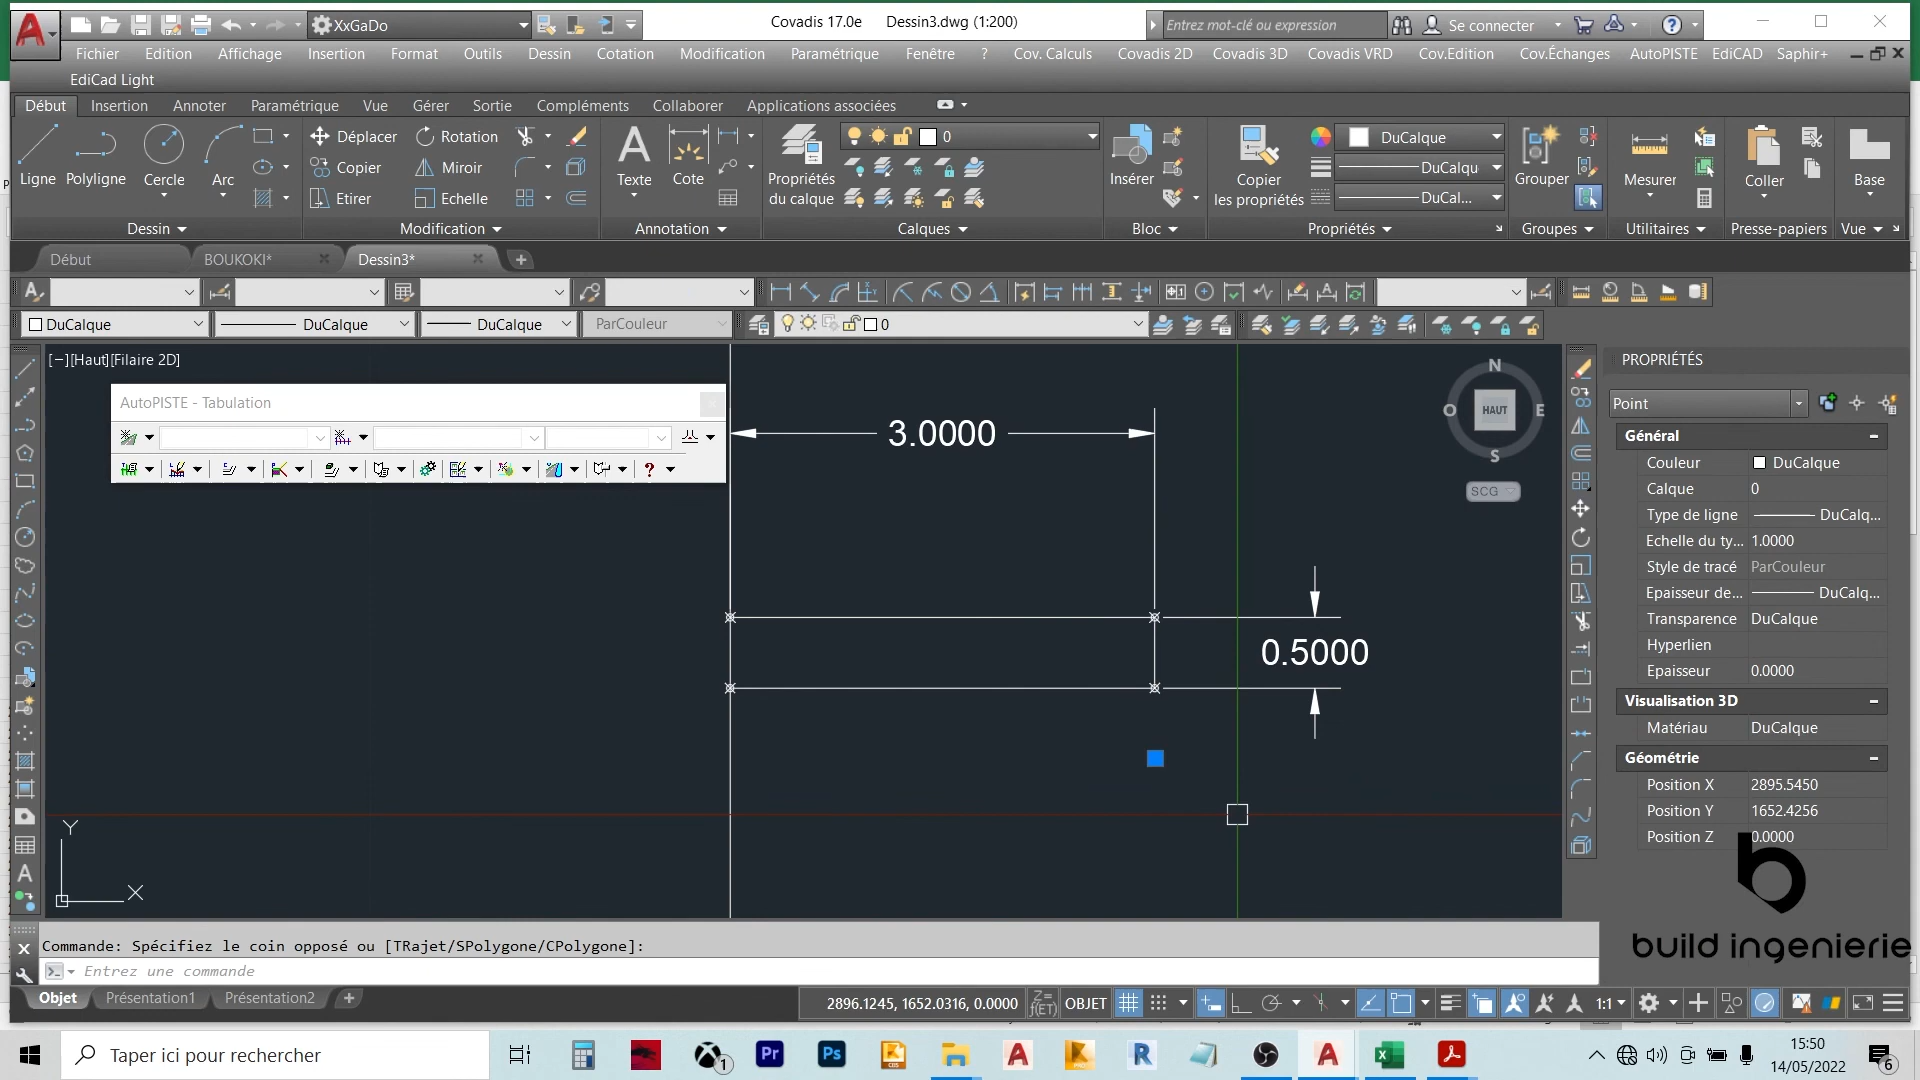 XxGaDo
Covadis 17.0e Dessin3.dwg (1:200)
Entrez mot-clé ou expression
Se connecter
Fichier Edition Affichage Insertion Format Outils Dessin Cotation Modification Paramétrique Fenêtre ? Cov. Calculs Covadis 2D Covadis 3D Covadis VRD Cov.Edition Cov.Échanges AutoPISTE EdiCAD Saphir+
EdiCad Light
Début Insertion Annoter Paramétrique Vue Gérer Sortie Compléments Collaborer Applications associées
Déplacer Rotation
0
DuCalque
Copier Miroir
DuCalqu
Ligne Polyligne Cercle Arc
Texte Cote
Propriétés
du calque
Insérer
Copier
les propriétés
Grouper Mesurer Coller Base
Etirer Echelle
DuCal...
Dessin Modification Annotation Calques Bloc Propriétés Groupes Utilitaires Presse-papiers Vue
Début BOUKOKI* Dessin3*
DuCalque DuCalque DuCalque ParCouleur 0
[−][Haut][Filaire 2D]
AutoPISTE - Tabulation
?
3.0000
0.5000
N
O HAUT E
S
SCG
Y
X
PROPRIÉTÉS
Point
Général
Couleur DuCalque
Calque 0
Type de ligne DuCalq...
Echelle du ty... 1.0000
Style de tracé ParCouleur
Epaisseur de... DuCalq...
Transparence DuCalque
Hyperlien
Epaisseur 0.0000
Visualisation 3D
Matériau DuCalque
Géométrie
Position X 2895.5450
Position Y 1652.4256
Position Z 0.0000
build ingenierie
Commande: Spécifiez le coin opposé ou [TRajet/SPolygone/CPolygone]:
Entrez une commande
Objet Présentation1 Présentation2
2896.1245, 1652.0316, 0.0000 OBJET 1:1
Taper ici pour rechercher
15:50
14/05/2022